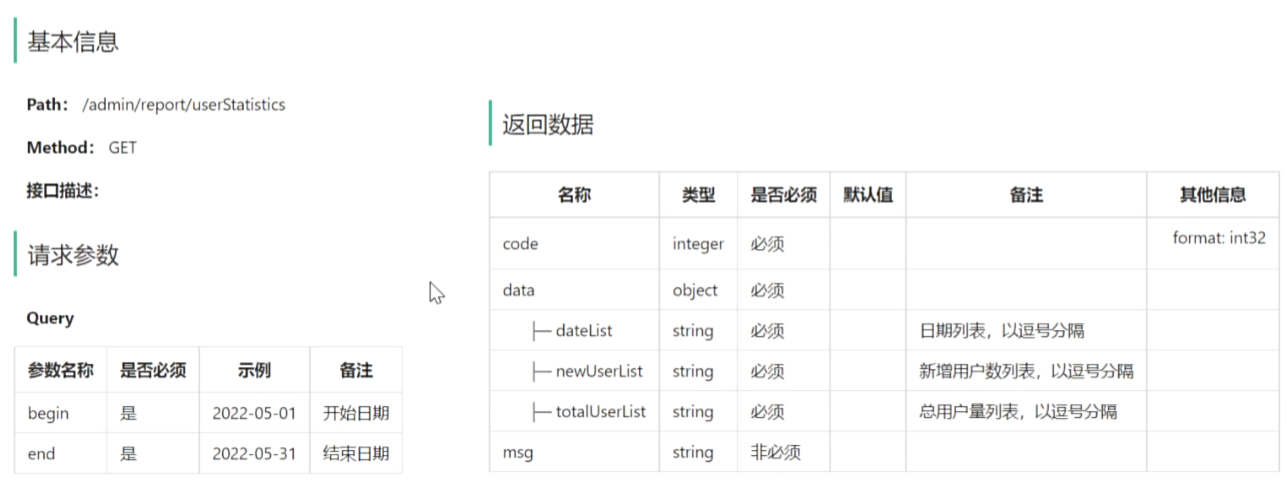 基本信息
Path： /admin/report/userStatistics
Method： GET
接口描述：
请求参数
Query
参数名称 是否必须 示例 备注
begin 是 2022-05-01 开始日期
end 是 2022-05-31 结束日期
返回数据
名称 类型 是否必须 默认值 备注 其他信息
code integer 必须 format: int32
data object 必须
├─ dateList string 必须 日期列表，以逗号分隔
├─ newUserList string 必须 新增用户数列表，以逗号分隔
├─ totalUserList string 必须 总用户量列表，以逗号分隔
msg string 非必须